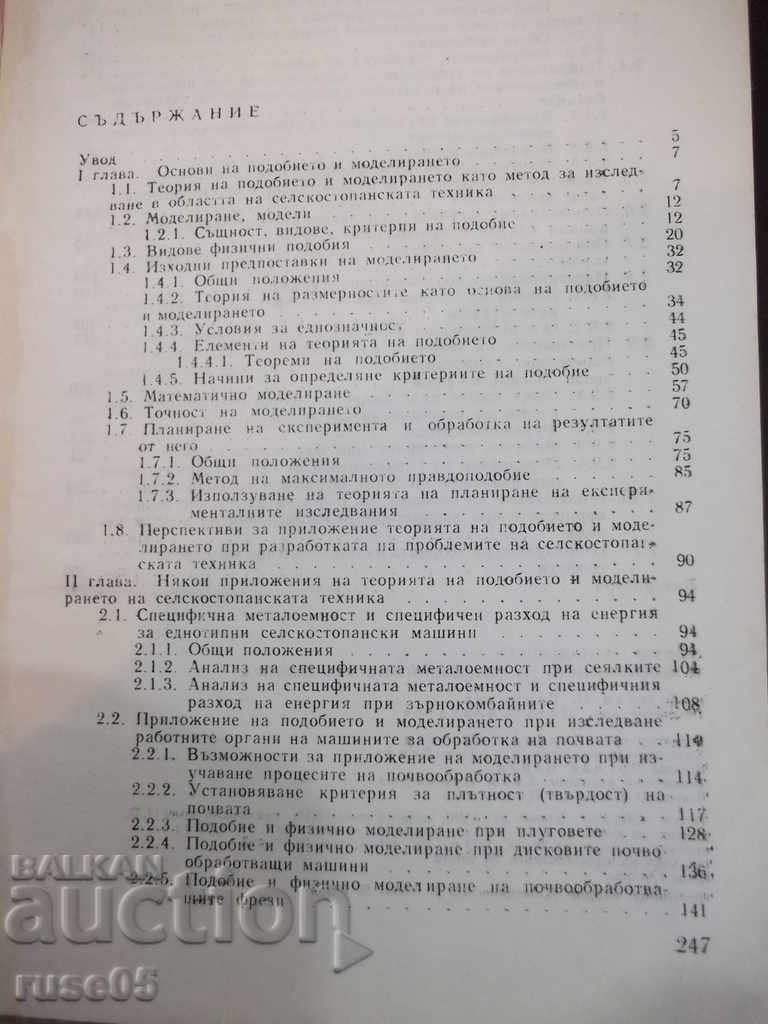 СЪДЪРЖАНИЕ
Увод 5
I глава. Основи на подобието и моделирането 7
1.1. Теория на подобието и моделирането като метод за изслед-
ване в областта на селскостопанската техника 7
1.2. Моделиране, модели 12
1.2.1. Същност, видове, критерии на подобие 12
1.3. Видове физични подобия 20
1.4. Изходни предпоставки на моделирането 32
1.4.1. Общи положения 32
1.4.2. Теория на размерностите като основа на подобието
и моделирането 34
1.4.3. Условия за еднозначност 44
1.4.4. Елементи на теорията на подобието 45
1.4.4.1. Теореми на подобието 45
1.4.5. Начини за определяне критериите на подобие 50
1.5. Математично моделиране 57
1.6. Точност на моделирането 70
1.7. Планиране на експеримента и обработка на резултатите
от него 75
1.7.1. Общи положения 75
1.7.2. Метод на максималното правдоподобие 85
1.7.3. Използуване на теорията на планиране на експери-
менталните изследвания 87
1.8. Перспективи за приложение теорията на подобието и моде-
лирането при разработката на проблемите на селскостопан-
ската техника 90
II глава. Някои приложения на теорията на подобието и модели-
рането на селскостопанската техника 94
2.1. Специфична металоемност и специфичен разход на енергия
за еднотипни селскостопански машини 94
2.1.1. Общи положения 94
2.1.2. Анализ на специфичната металоемност при сеялките 104
2.1.3. Анализ на специфичната металоемност и специфичния
разход на енергия при зърнокомбайните 108
2.2. Приложение на подобието и моделирането при изследване
работните органи на машините за обработка на почвата 114
2.2.1. Възможности за приложение на моделирането при из-
учаване процесите на почвообработка 114
2.2.2. Установяване критерия за плътност (твърдост) на
почвата 117
2.2.3. Подобие и физично моделиране при плуговете 128
2.2.4. Подобие и физично моделиране при дисковите почво
обработващи машини 136
2.2.5. Подобие и физично моделиране на почвообработва-
щите фрези 141
247
BALKAN
auction
ruse05